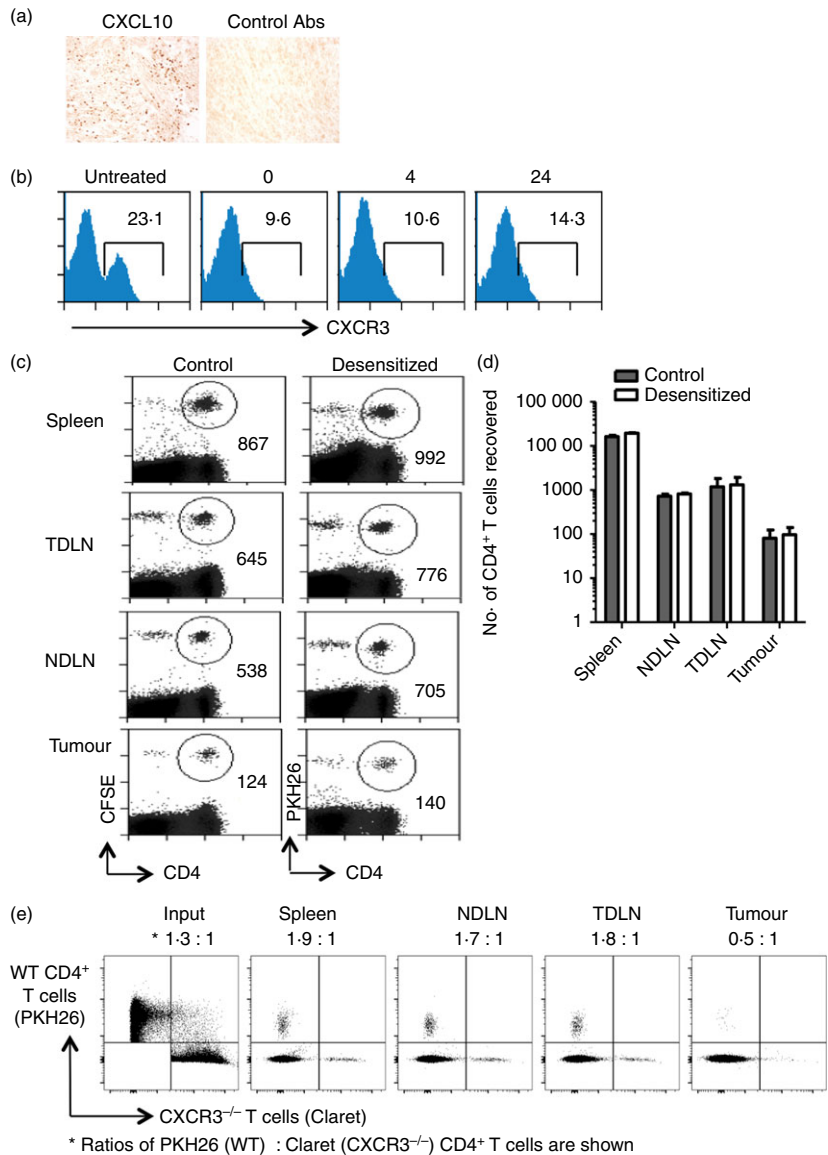 (a)
CXCL10 Control Abs
(b)
Untreated 0 4 24
23·1 9·6 10·6 14·3
CXCR3
(c)
Control Desensitized
Spleen
867 992
TDLN
645 776
NDLN
538 705
Tumour
124 140
CFSE PKH26
CD4 CD4
(d)
Control
Desensitized
No. of CD4+ T cells recovered
100 000
100 00
1000
100
10
1
Spleen NDLN TDLN Tumour
(e)
Input Spleen NDLN TDLN Tumour
* 1·3 : 1 1·9 : 1 1·7 : 1 1·8 : 1 0·5 : 1
WT CD4+
T cells
(PKH26)
CXCR3–/– T cells (Claret)
* Ratios of PKH26 (WT) : Claret (CXCR3–/–) CD4+ T cells are shown